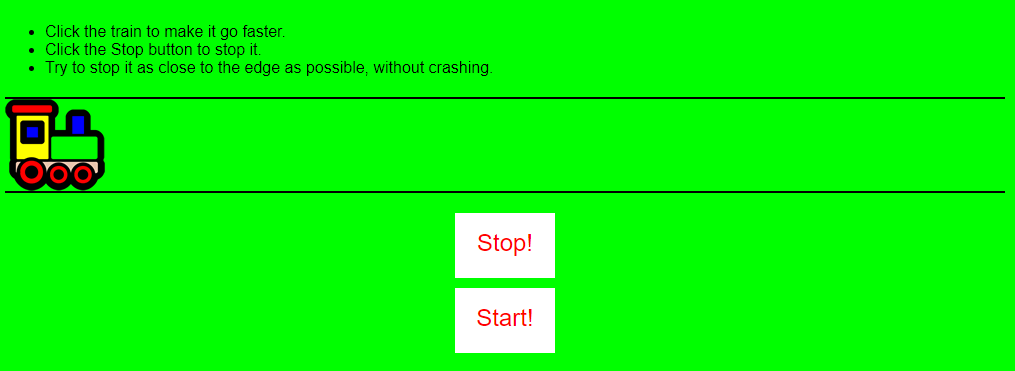 Click the train to make it go faster.
Click the Stop button to stop it.
Try to stop it as close to the edge as possible, without crashing.
Stop!
Start!